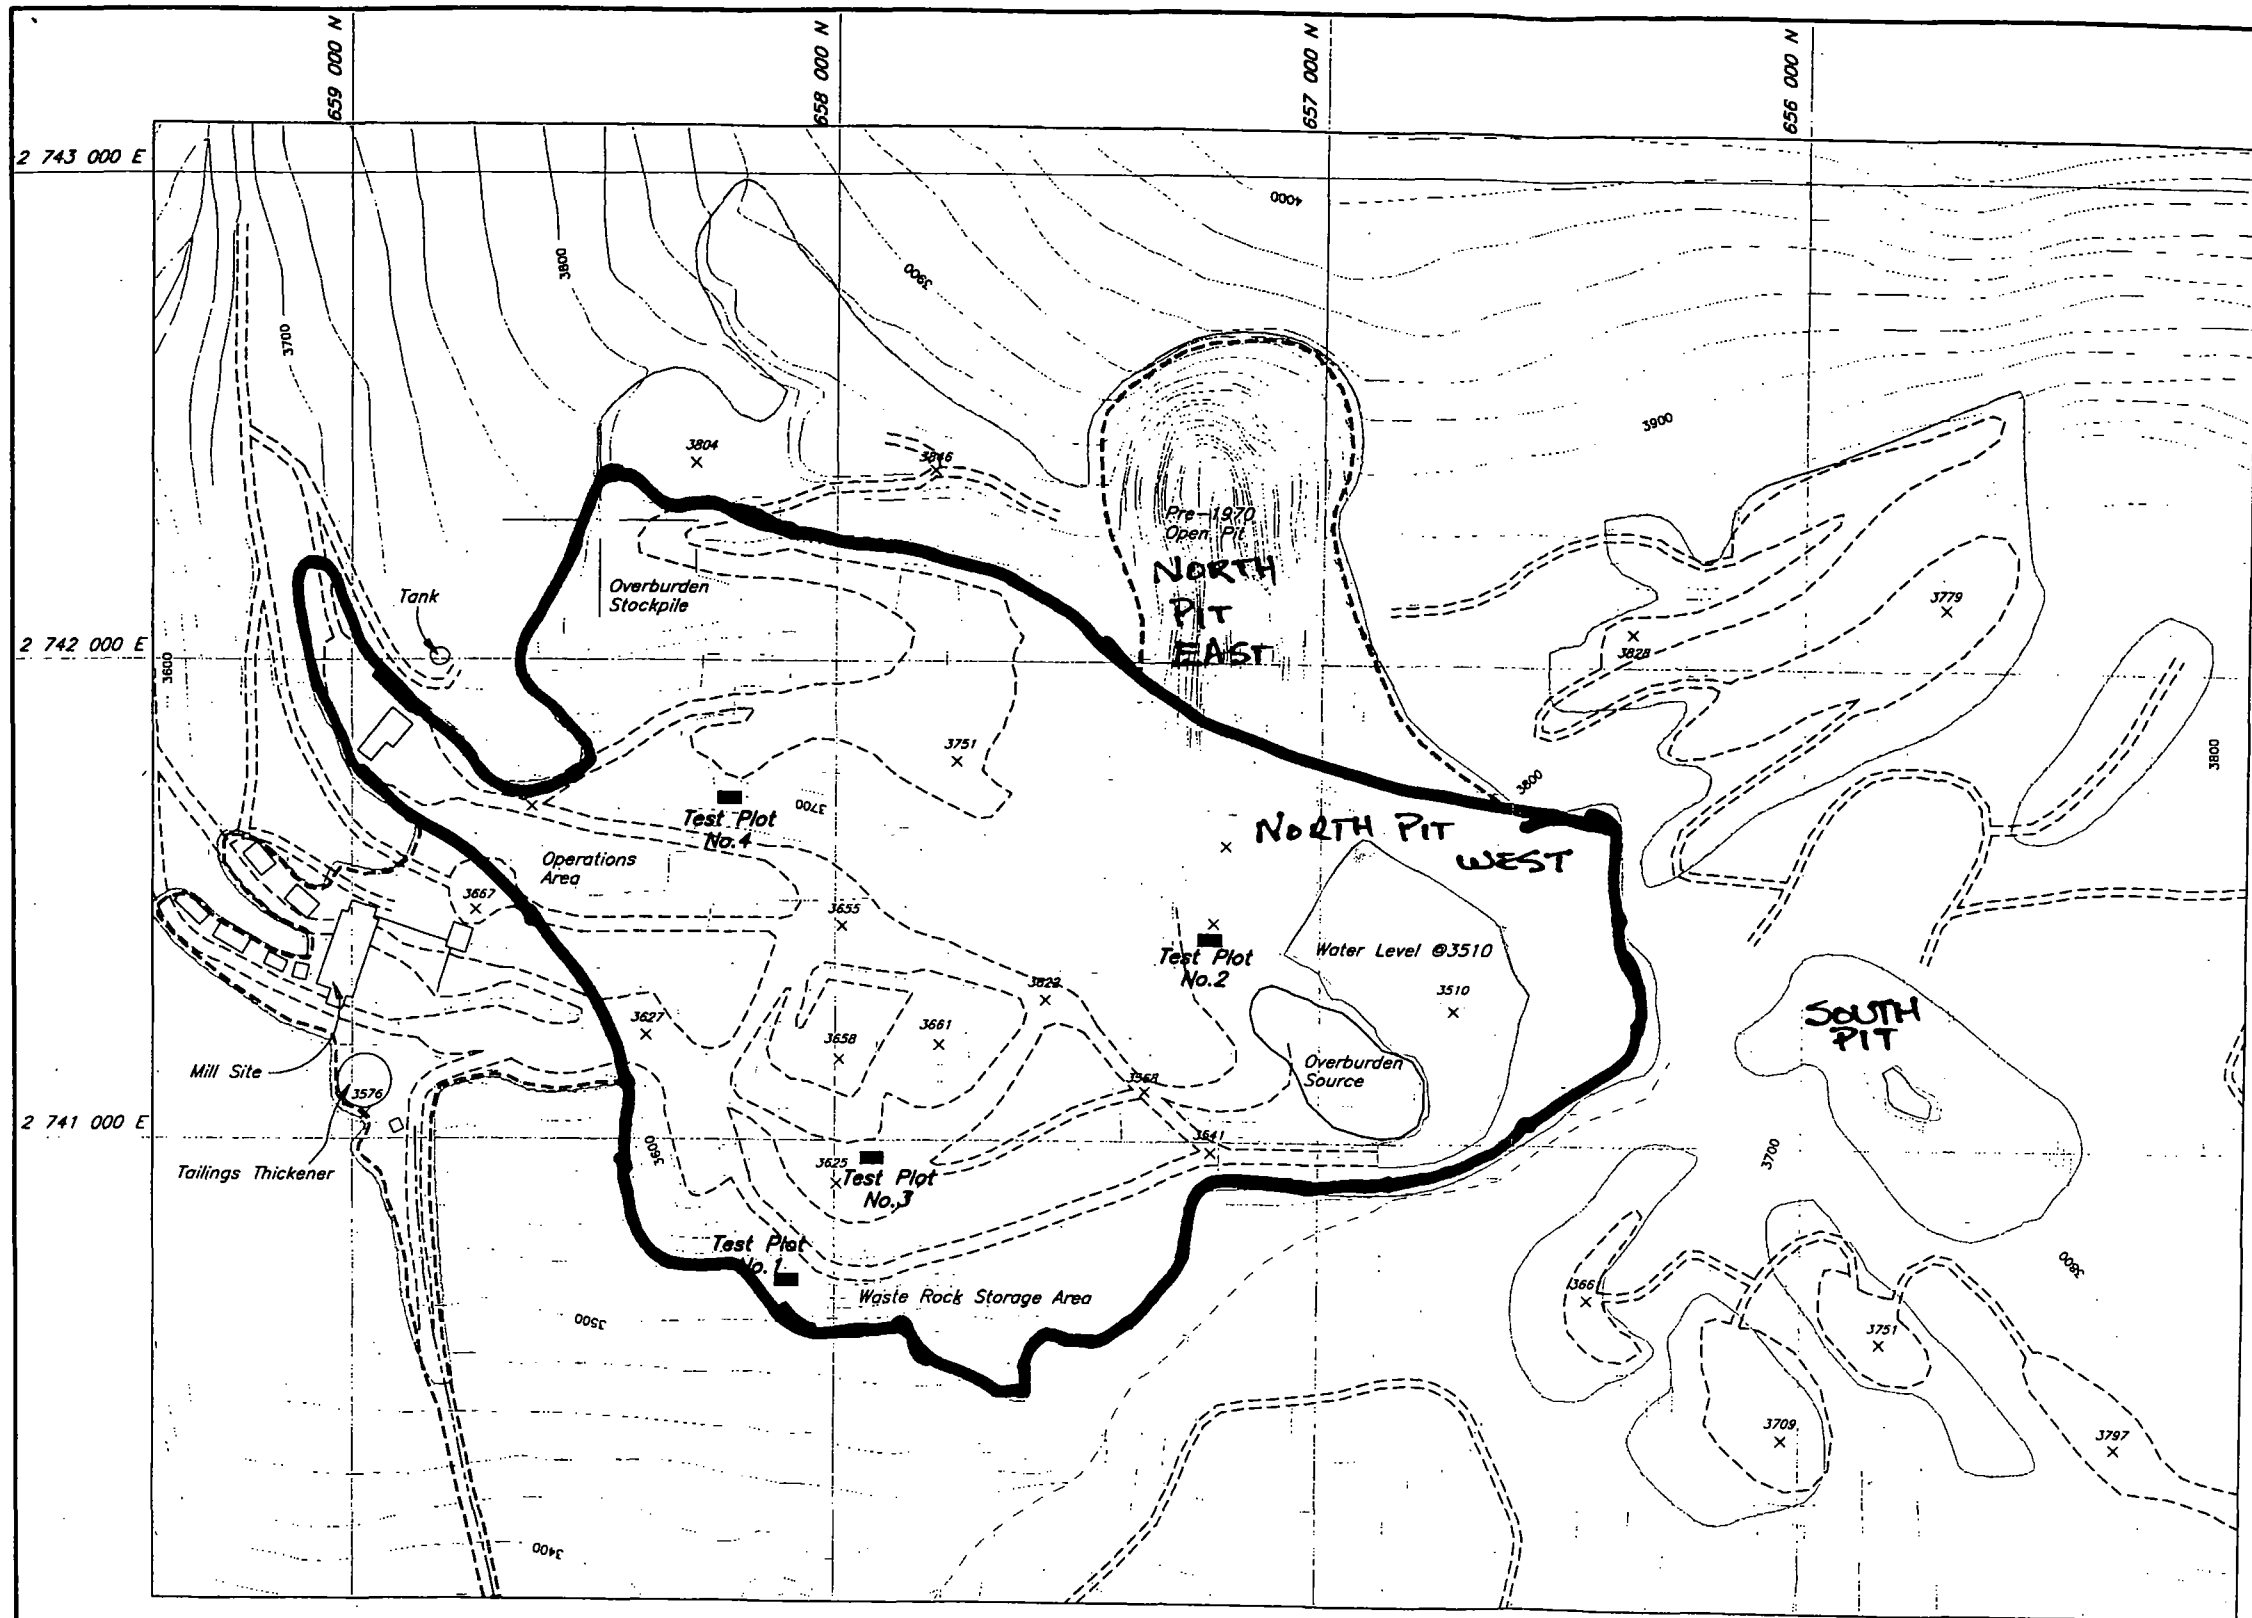 659 000 N
658 000 N
657 000 N
656 000 N
2 743 000 E
4000
3900
3800
3700
3900
3804
3846
Pre-1970
Open Pit
NORTH
PIT
EAST
Overburden
Stockpile
Tank
3779
3828
2 742 000 E
3600
3751
3800
3800
3700
Test Plot
No.4
NORTH PIT
WEST
Operations
Area
3667
3655
Water Level @3510
Test Plot
No.2
3510
3622
SOUTH
PIT
3627
3658
3661
Mill Site
Overburden
Source
3568
3576
2 741 000 E
3600
3641
3700
3625
Tailings Thickener
Test Plot
No.3
Test Plot
No.1
3800
Waste Rock Storage Area
366
3500
3751
3709
3797
3400